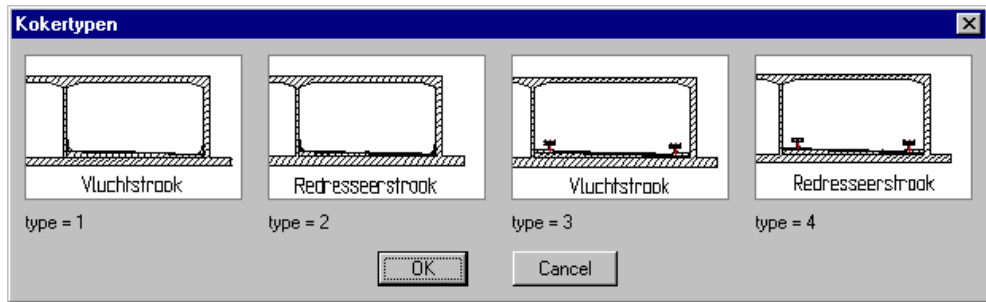 Kokertypen
Vluchtstrook
Redresseerstrook
Vluchtstrook
Redresseerstrook
type = 1
type = 2
type = 3
type = 4
OK
Cancel